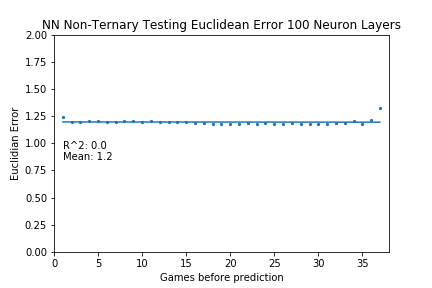 NN Non-Ternary Testing Euclidean Error 100 Neuron Layers
2.00
1.75
1.50
1.25
1.00
0.75
0.50
0.25
0.00
Euclidian Error
R^2: 0.0
Mean: 1.2
0 5 10 15 20 25 30 35
Games before prediction